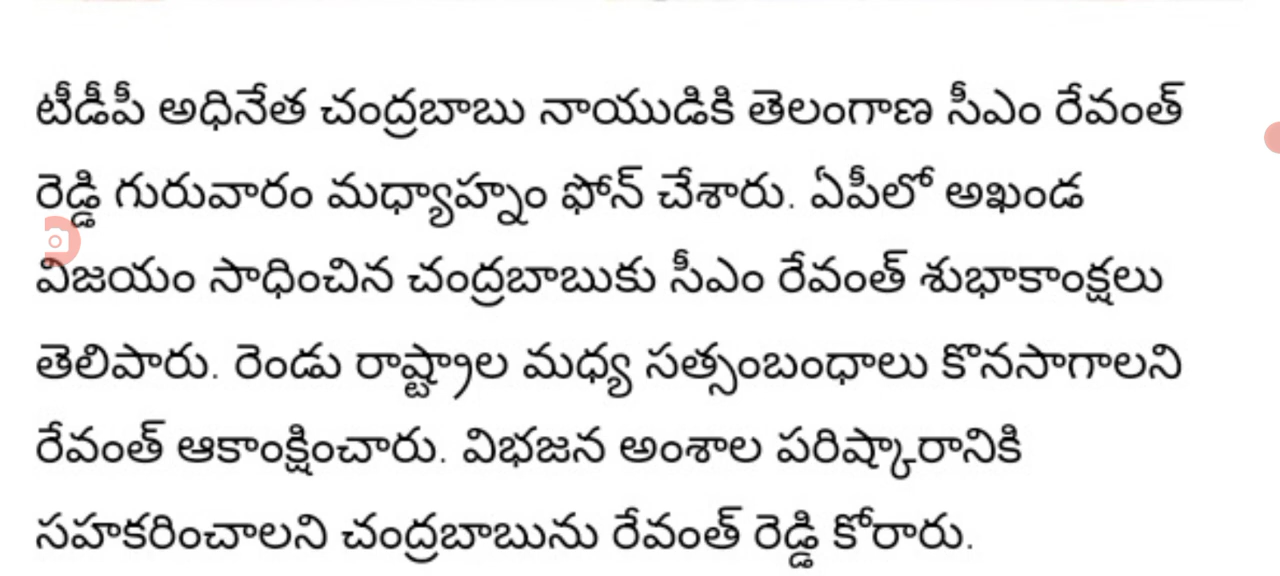 టీడీపీ అధినేత చంద్రబాబు నాయుడికి తెలంగాణ సీఎం రేవంత్
రెడ్డి గురువారం మధ్యాహ్నం ఫోన్ చేశారు. ఏపీలో అఖండ
విజయం సాధించిన చంద్రబాబుకు సీఎం రేవంత్ శుభాకాంక్షలు
తెలిపారు. రెండు రాష్ట్రాల మధ్య సత్సంబంధాలు కొనసాగాలని
రేవంత్ ఆకాంక్షించారు. విభజన అంశాల పరిష్కారానికి
సహకరించాలని చంద్రబాబును రేవంత్ రెడ్డి కోరారు.